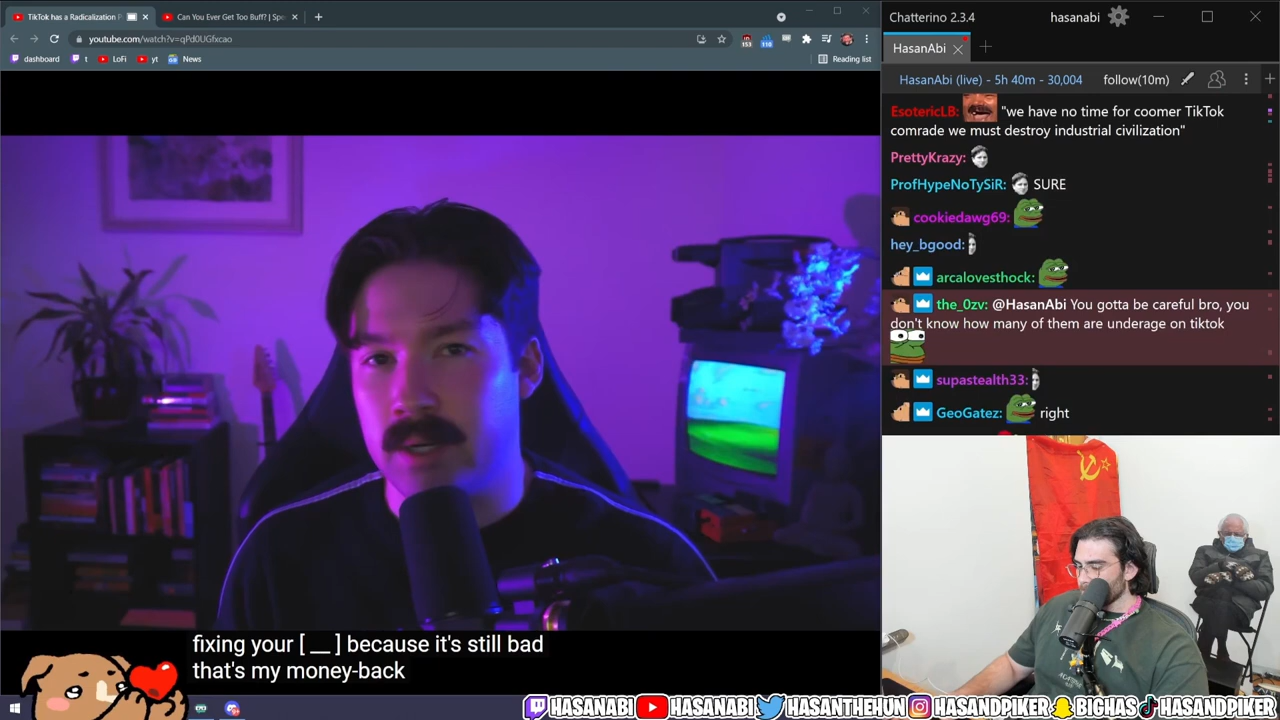 TikTok has a Radicalization P
Can You Ever Get Too Buff? | Spe
youtube.com/watch?v=qPd0UGfxcao
153
116
dashboard
t
LoFi
yt
News
Reading list
fixing your [ __ ] because it's still bad
that's my money-back
Chatterino 2.3.4
hasanabi
HasanAbi
HasanAbi (live) - 5h 40m - 30,004
follow(10m)
EsotericLB: "we have no time for coomer TikTok
comrade we must destroy industrial civilization"
PrettyKrazy:
ProfHypeNoTySiR: SURE
cookiedawg69:
hey_bgood:
arcalovesthock:
the_0zv: @HasanAbi You gotta be careful bro, you
don't know how many of them are underage on tiktok
supastealth33:
GeoGatez: right
HASANABI HASANABI HASANTHEHUN HASANDPIKER BIGHAS HASANDPIKER